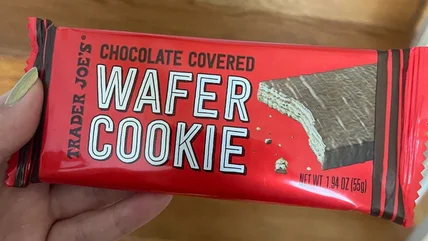 TRADER JOE'S®
CHOCOLATE COVERED
WAFER
COOKIE
NET WT 1.94 OZ (55g)